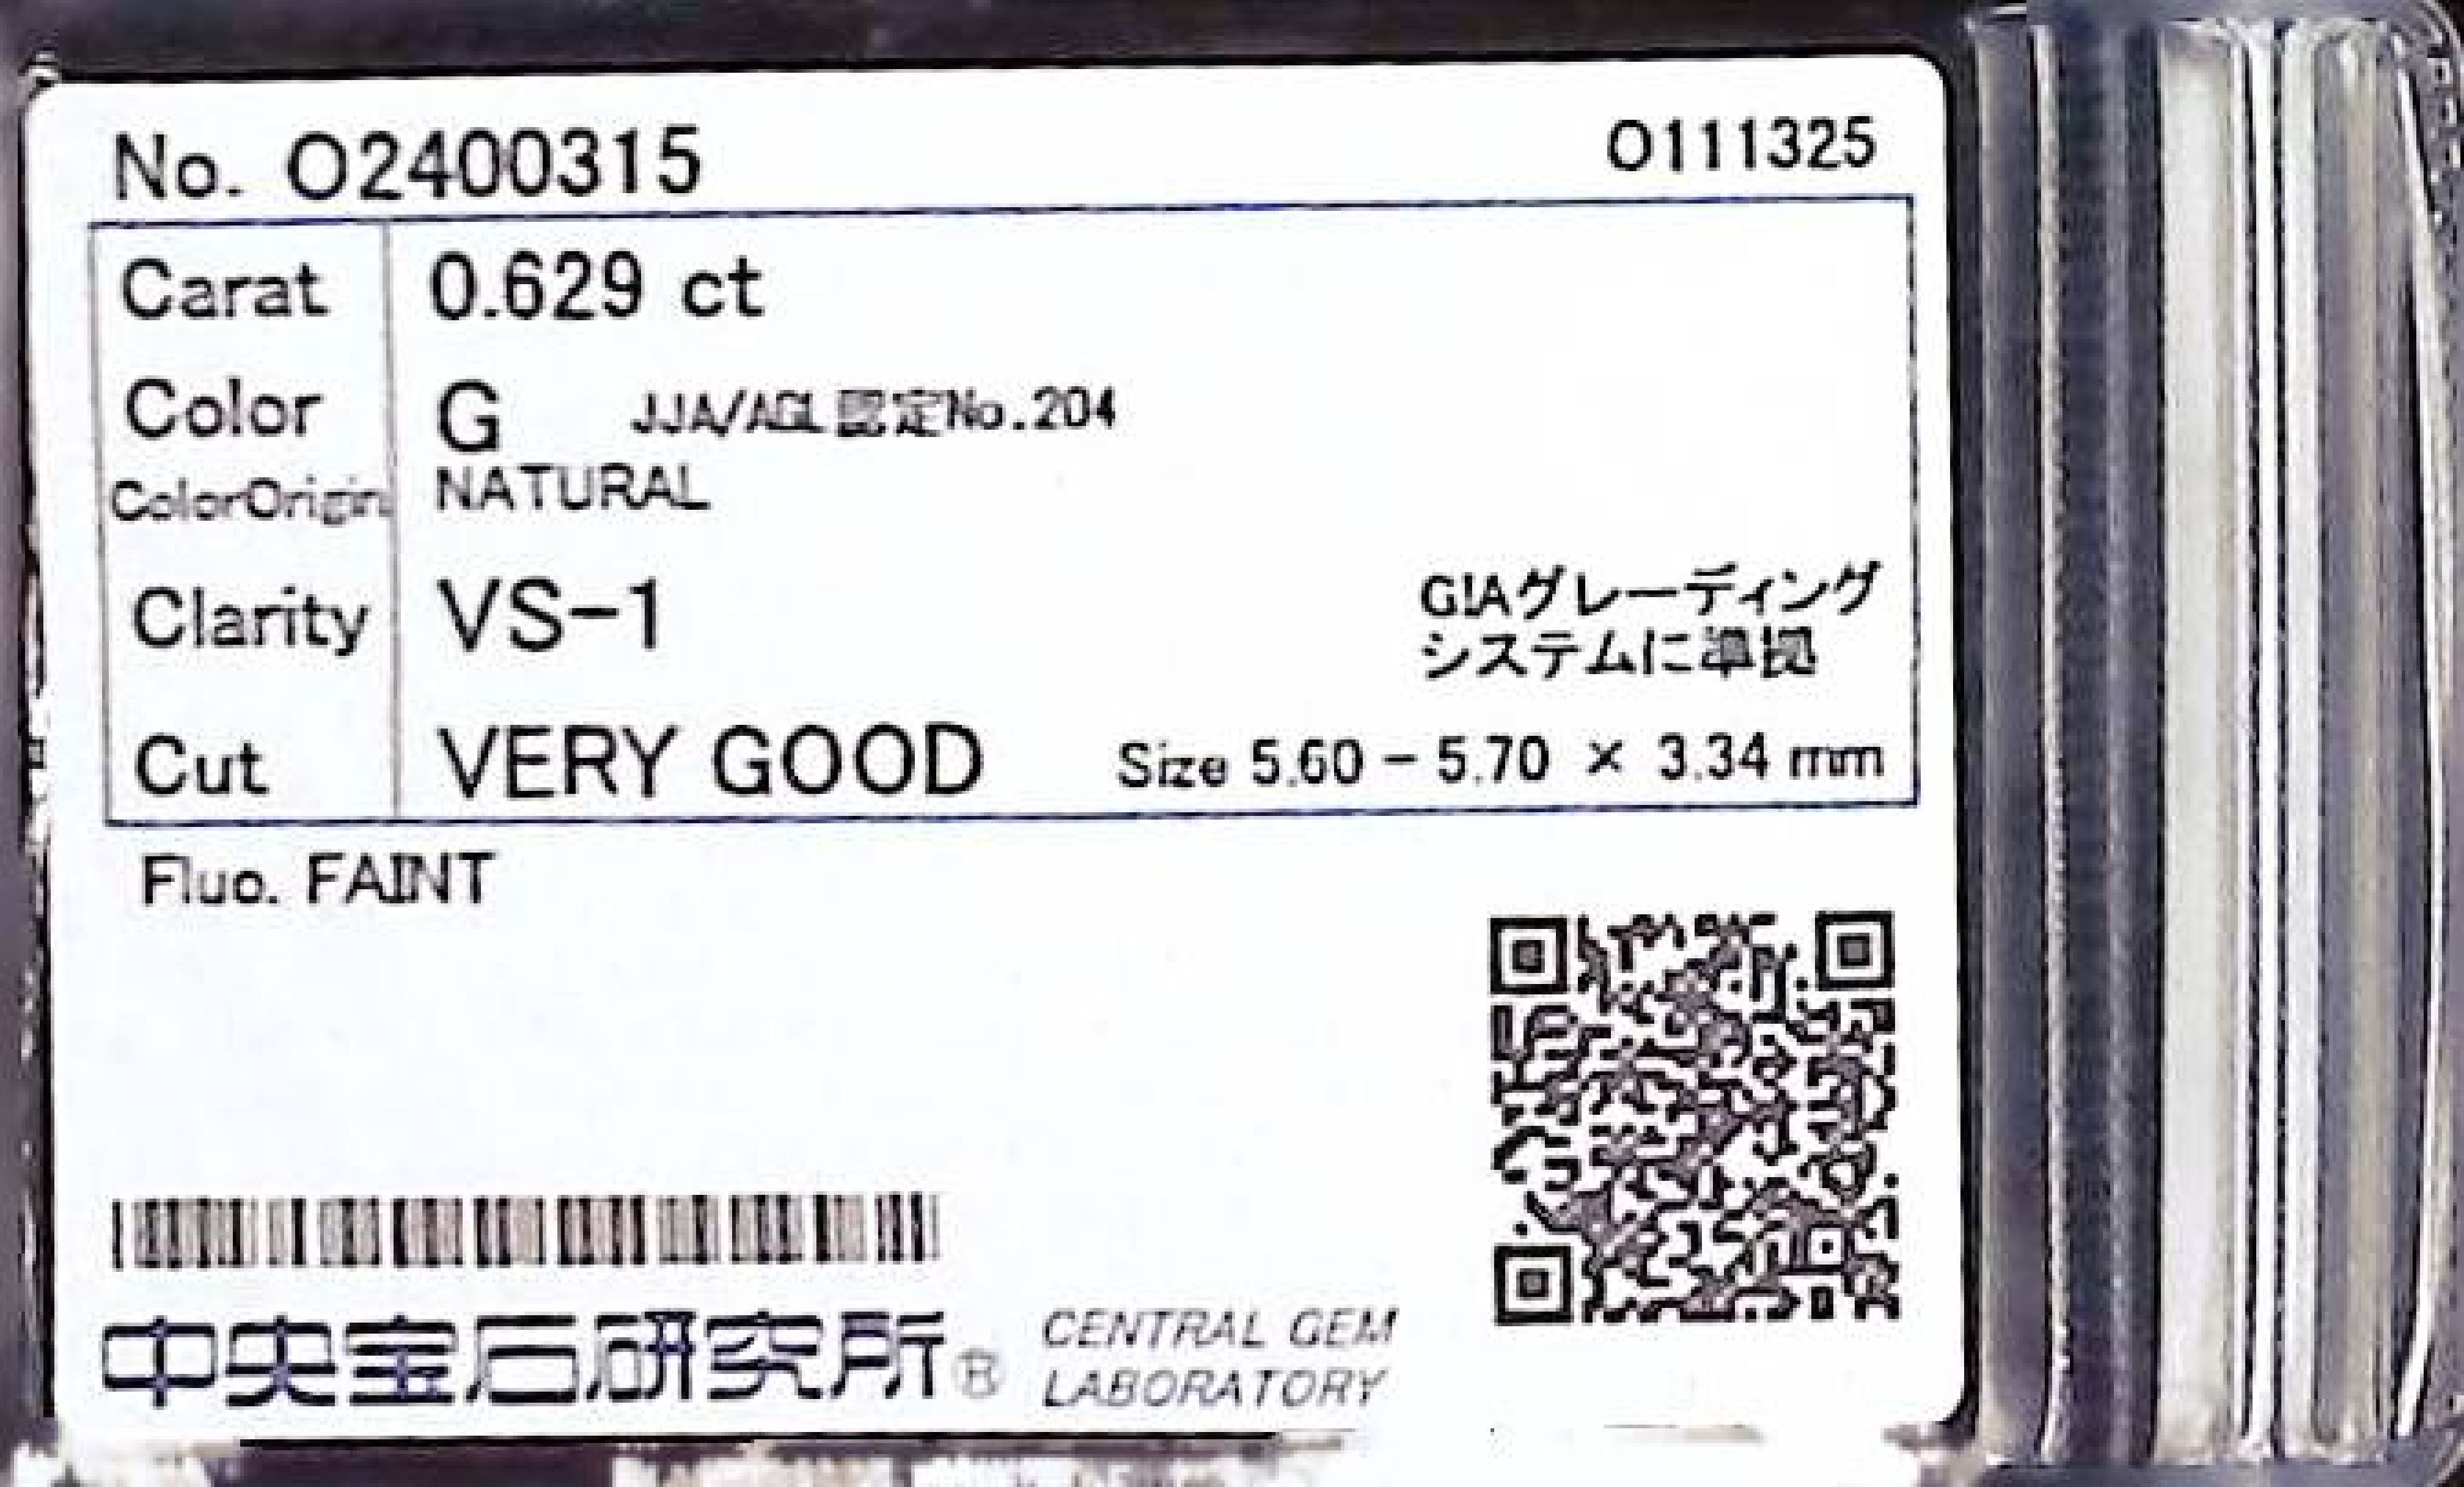 No. O2400315 O111325
Carat 0.629 ct
Color G JJA/AGL認定No.204
ColorOrigin NATURAL
Clarity VS-1
GIAグレーディング
システムに準拠
Cut VERY GOOD Size 5.60 - 5.70 × 3.34 mm
Fluo. FAINT
中央宝石研究所® CENTRAL GEM
LABORATORY